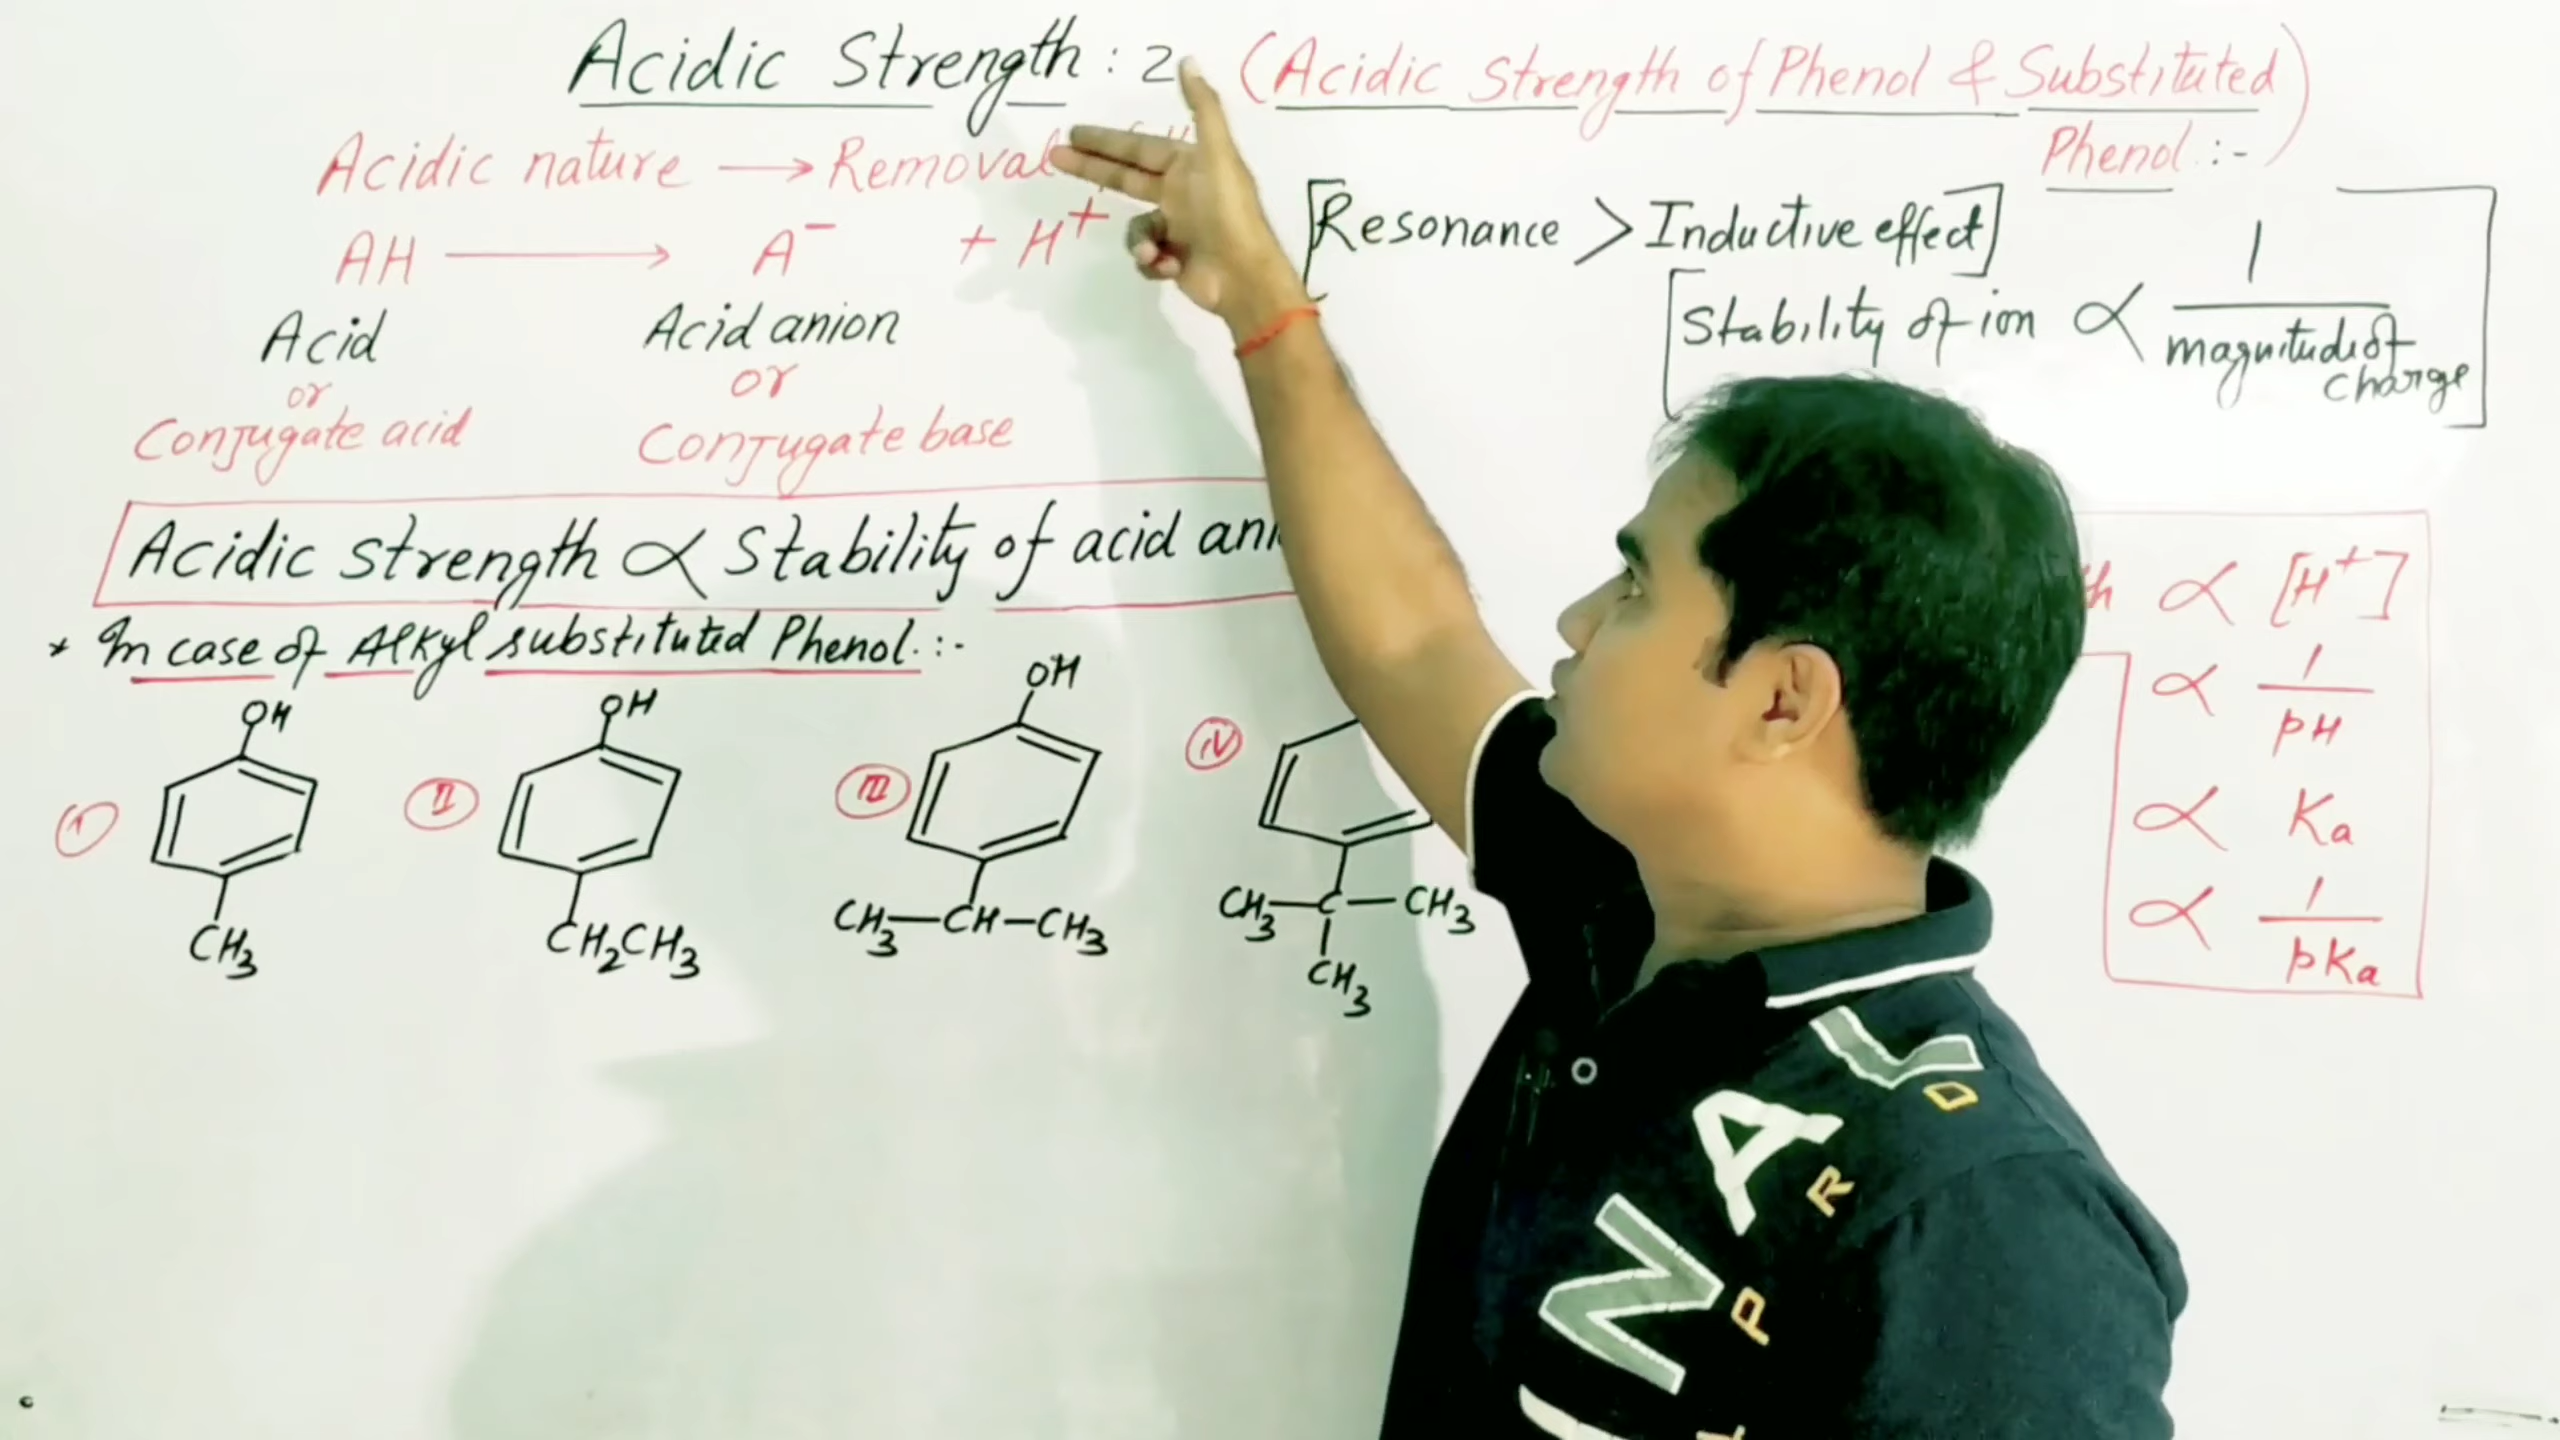 Acidic Strength : 2 (Acidic Strength of Phenol & Substituted
Phenol :-)
Acidic nature → Removal
[Resonance > Inductive effect]
AH → A⁻ + H⁺
[Stability of ion ∝ 1 / magnitude of charge]
Acid Acid anion
or or
Conjugate acid Conjugate base
Acidic strength ∝ Stability of acid
∝ [H⁺]
∝ 1/pH
∝ Ka
∝ 1/pKa
* In case of Alkyl substituted Phenol :-
I OH CH₃
II OH CH₂CH₃
III OH CH₃—CH—CH₃
IV CH₃—C—CH₃
CH₃
L
A
N
D
R
P